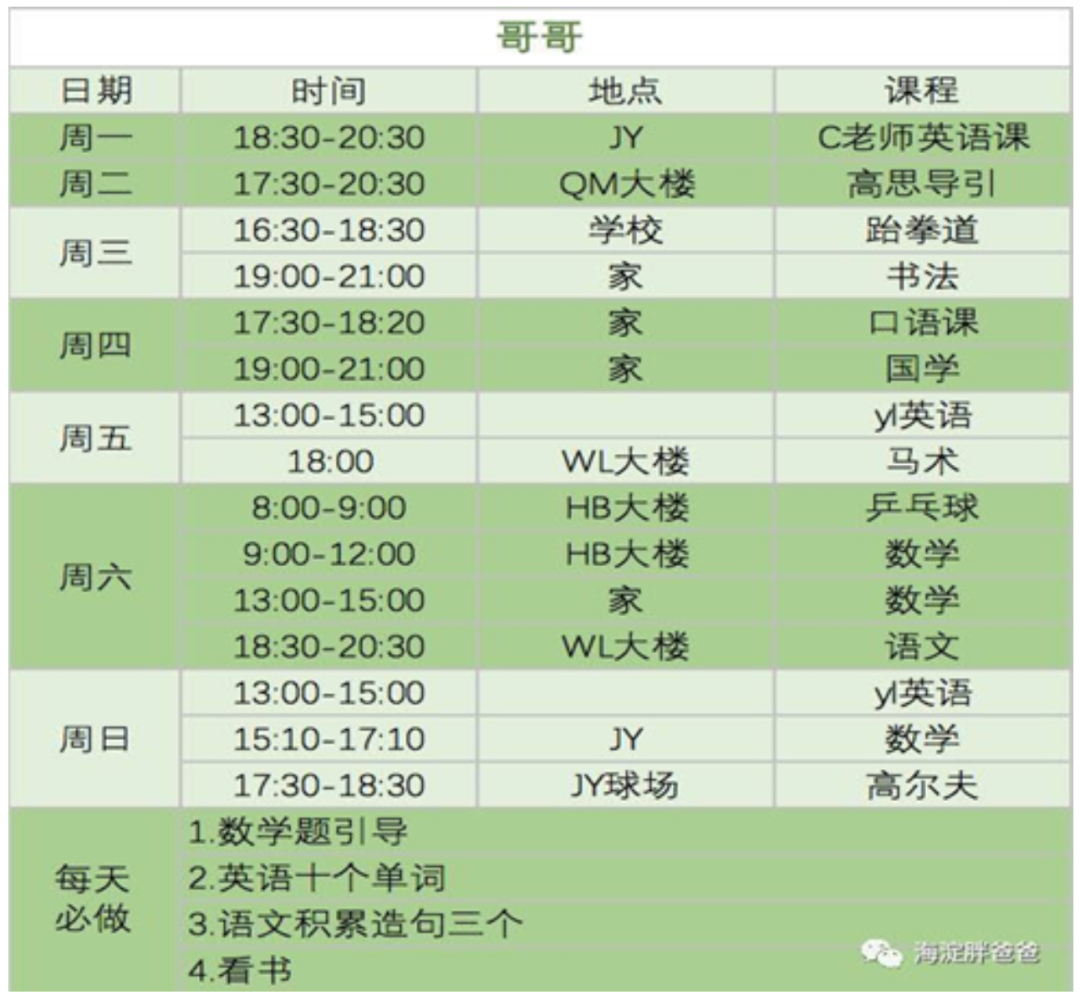 哥哥
日期 时间 地点 课程
周一 18:30-20:30 JY C老师英语课
周二 17:30-20:30 QM大楼 高思导引
周三 16:30-18:30 学校 跆拳道
19:00-21:00 家 书法
周四 17:30-18:20 家 口语课
19:00-21:00 家 国学
周五 13:00-15:00 yl英语
18:00 WL大楼 马术
周六 8:00-9:00 HB大楼 乒乓球
9:00-12:00 HB大楼 数学
13:00-15:00 家 数学
18:30-20:30 WL大楼 语文
周日 13:00-15:00 yl英语
15:10-17:10 JY 数学
17:30-18:30 JY球场 高尔夫
每天
必做
1.数学题引导
2.英语十个单词
3.语文积累造句三个
4.看书
海淀胖爸爸